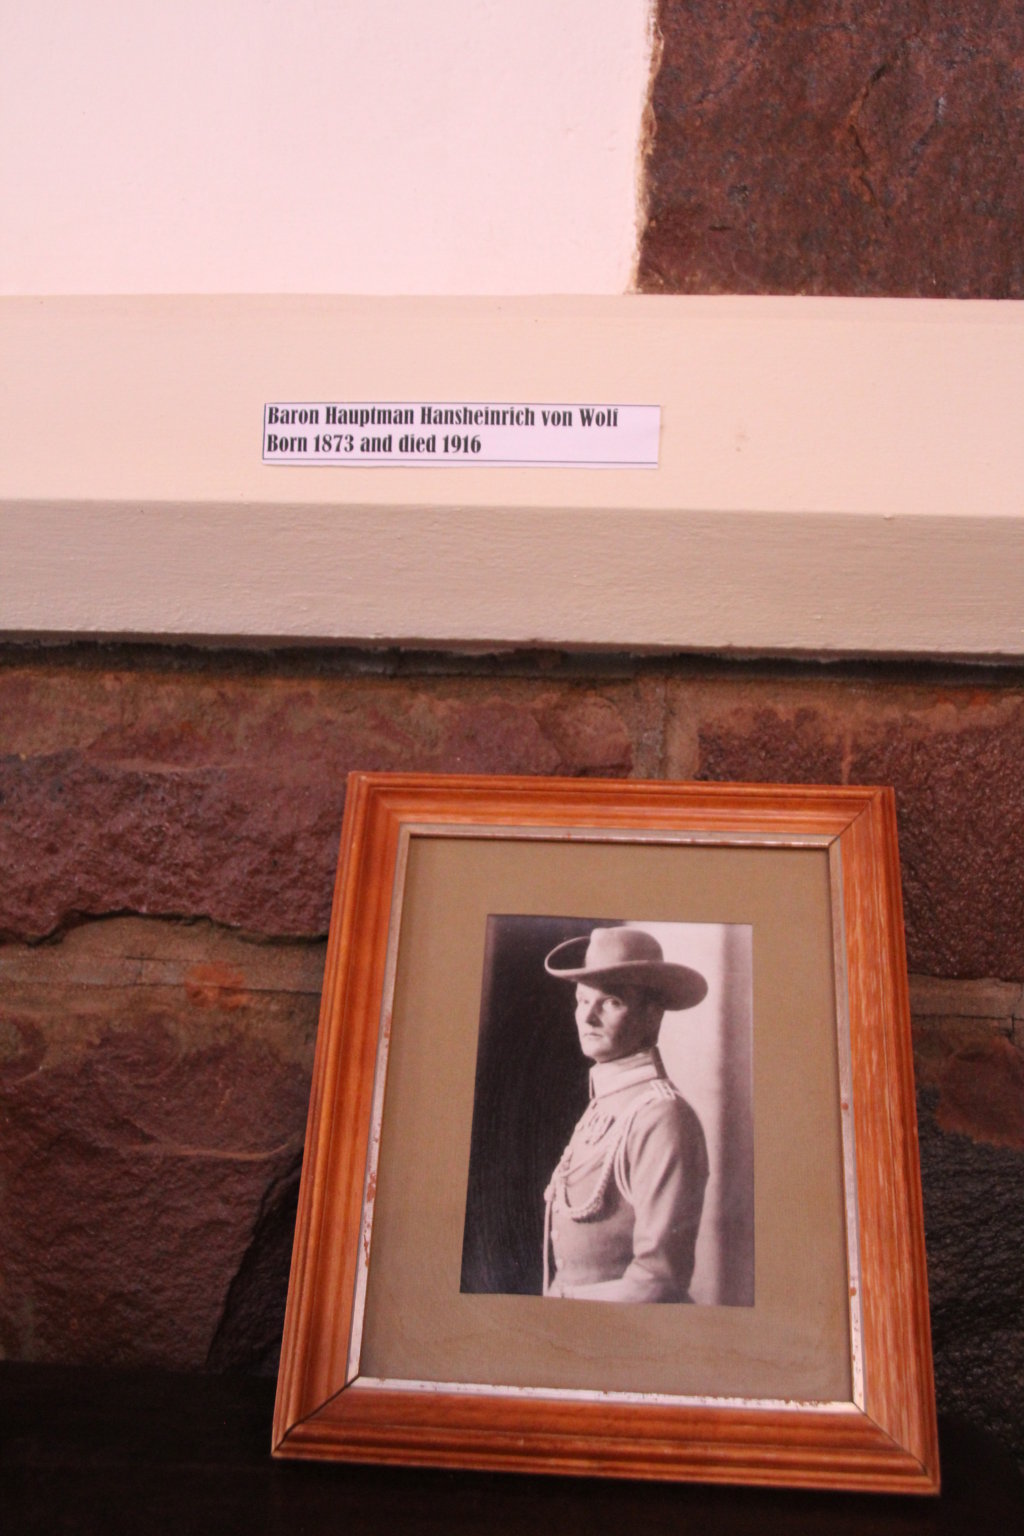 Baron Hauptman Hansheinrich von Wolf
Born 1873 and died 1916